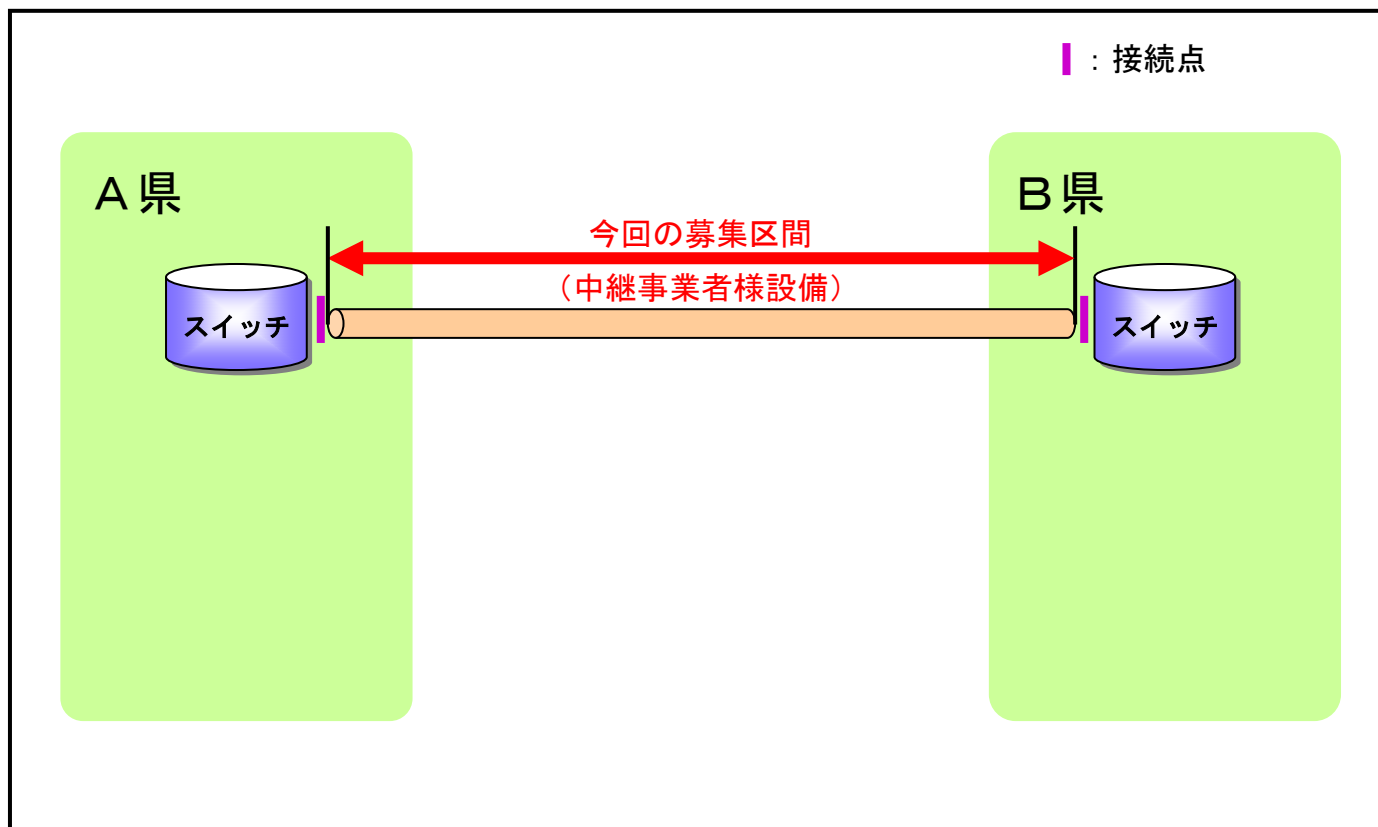 ：接続点
A県
B県
今回の募集区間
（中継事業者様設備）
スイッチ
スイッチ